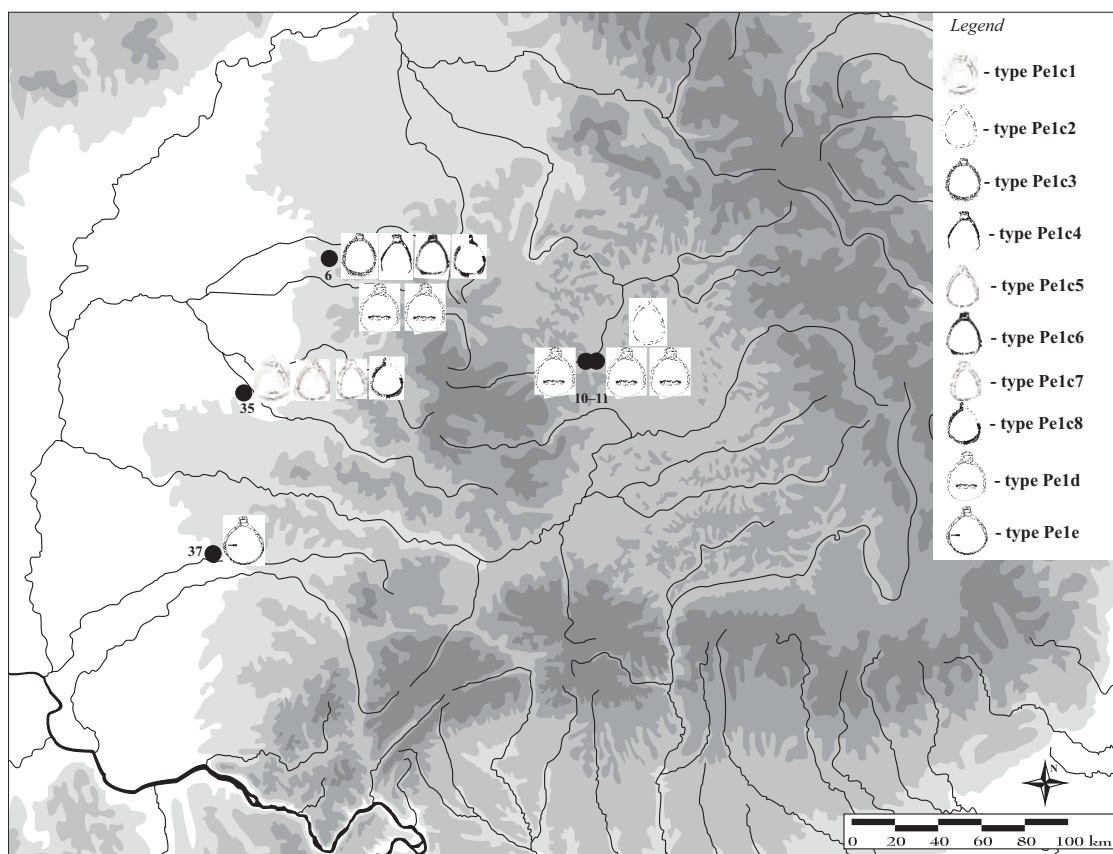 Legend
- type Pe1c1
- type Pe1c2
- type Pe1c3
- type Pe1c4
- type Pe1c5
- type Pe1c6
- type Pe1c7
- type Pe1c8
- type Pe1d
- type Pe1e
6
35
10–11
37
N
0 20 40 60 80 100 km